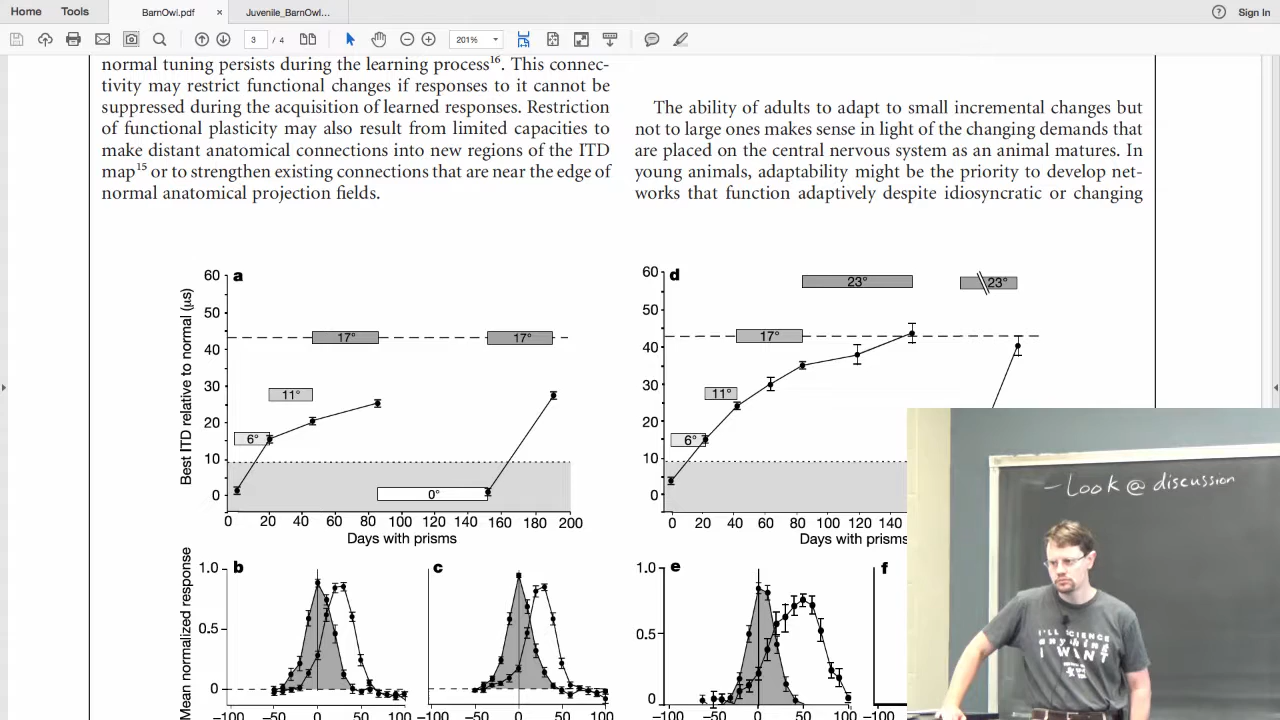 Home
Tools
BarnOwl.pdf
×
Juvenile_BarnOwl...
?
Sign In
3
/ 4
201%
normal tuning persists during the learning process¹⁶. This connec-
tivity may restrict functional changes if responses to it cannot be
suppressed during the acquisition of learned responses. Restriction
of functional plasticity may also result from limited capacities to
make distant anatomical connections into new regions of the ITD
map¹⁵ or to strengthen existing connections that are near the edge of
normal anatomical projection fields.
The ability of adults to adapt to small incremental changes but
not to large ones makes sense in light of the changing demands that
are placed on the central nervous system as an animal matures. In
young animals, adaptability might be the priority to develop net-
works that function adaptively despite idiosyncratic or changing
a
Best ITD relative to normal (µs)
60
50
40
30
20
10
0
17°
17°
11°
6°
0°
0 20 40 60 80 100 120 140 160 180 200
Days with prisms
d
60
50
40
30
20
10
0
23°
23°
17°
11°
6°
0 20 40 60 80 100 120 140
Days with prisms
Mean normalized response
b
1.0
0.5
0
−100 0 100
c
−100 0 100
e
1.0
0.5
0
−100 0 100
f
- Look @ discussion
I'LL SCIENCE
anything
I WANT